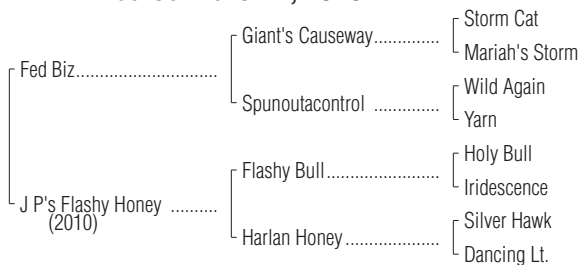 Giant's Causeway..............
Storm Cat
Mariah's Storm
Fed Biz.............................
Spunoutacontrol ..............
Wild Again
Yarn
Flashy Bull........................
Holy Bull
Iridescence
J P's Flashy Honey ..........
(2010)
Harlan Honey....................
Silver Hawk
Dancing Lt.